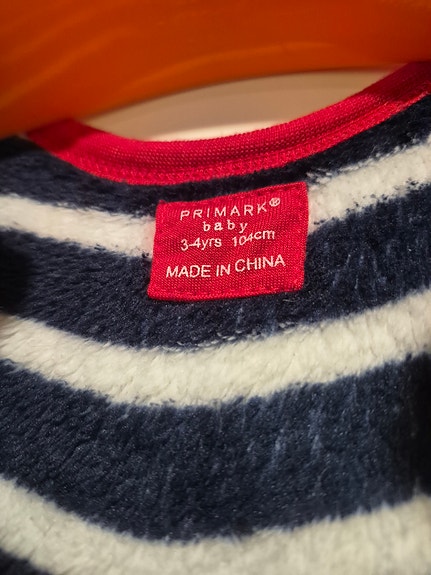 PRIMARK®
baby
3-4yrs 104cm
MADE IN CHINA